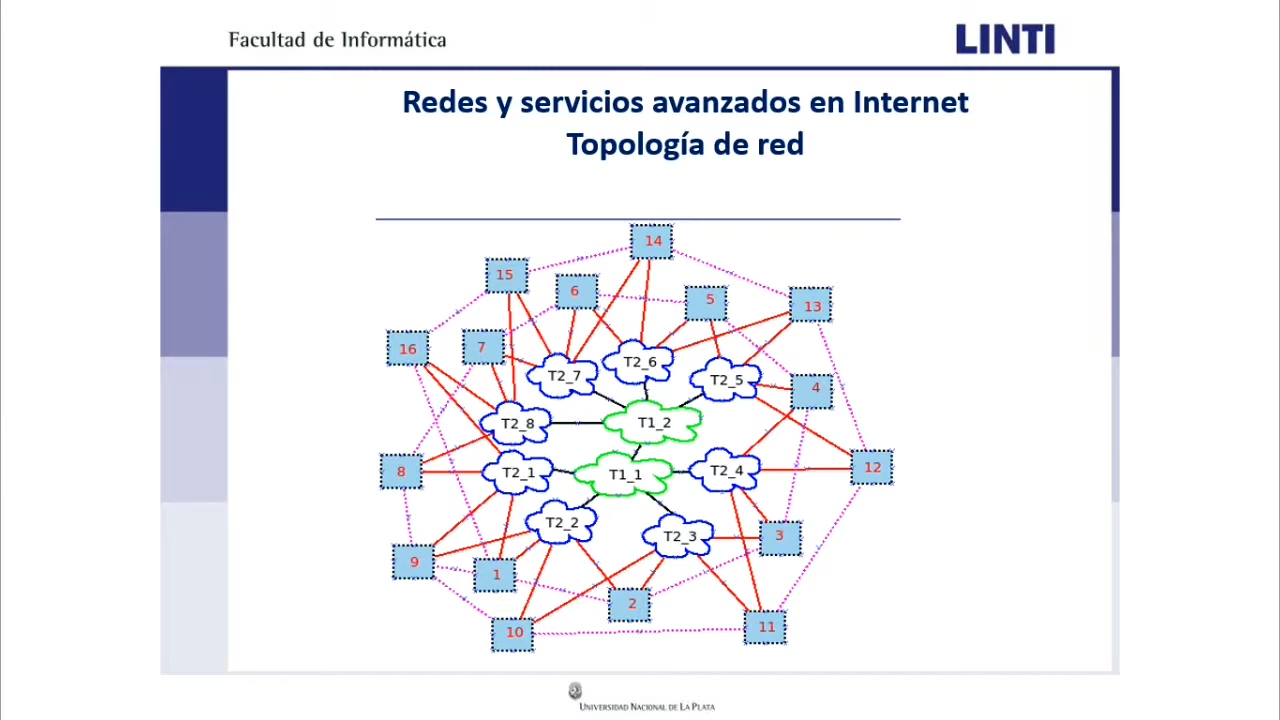 Facultad de Informática
LINTI
Redes y servicios avanzados en Internet
Topología de red
14
15
6
5
13
16
7
T2_6
T2_7
T2_5
4
T2_8
T1_2
8
T2_1
T1_1
T2_4
12
T2_2
T2_3
3
9
1
2
10
11
UNIVERSIDAD NACIONAL DE LA PLATA